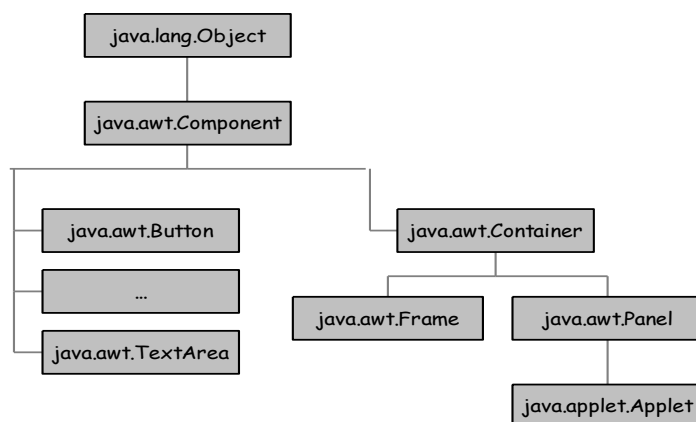 java.lang.Object
java.awt.Component
java.awt.Button
java.awt.Container
...
java.awt.Frame
java.awt.Panel
java.awt.TextArea
java.applet.Applet